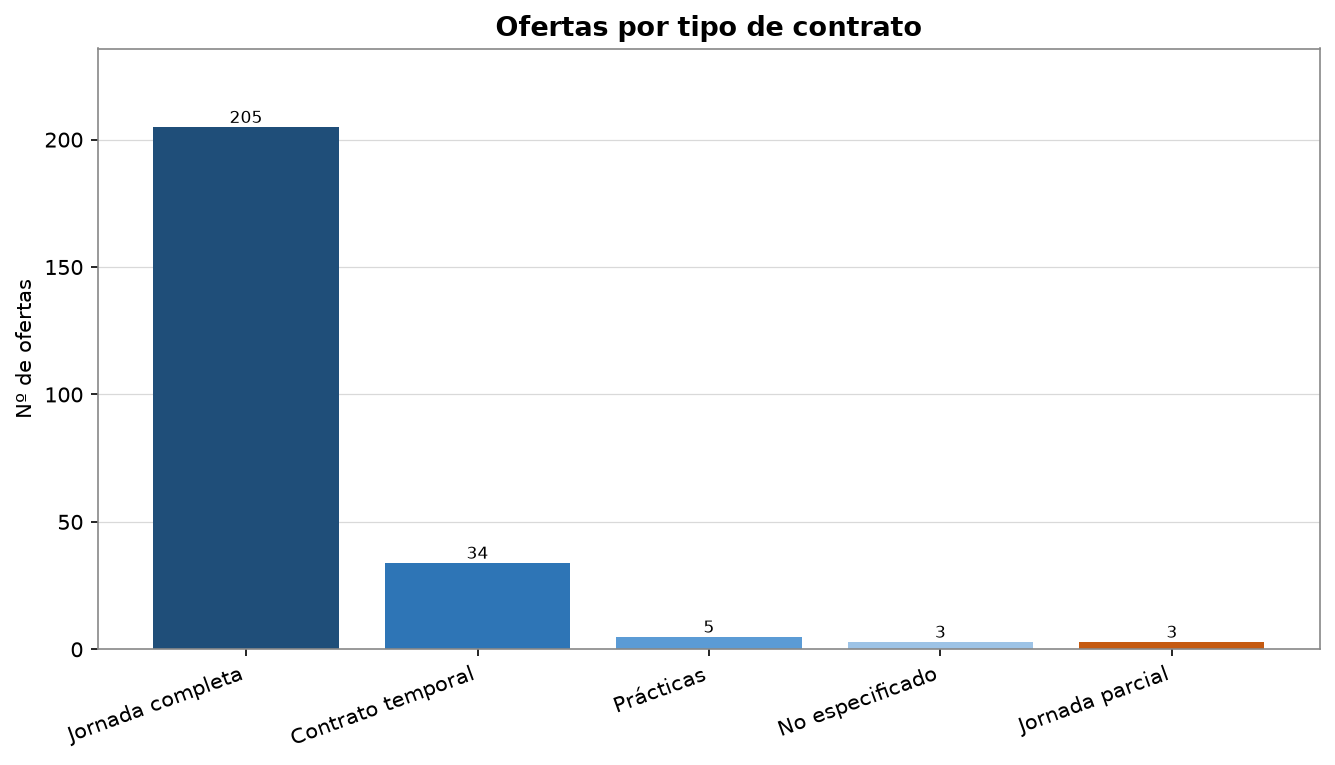 Ofertas por tipo de contrato
Nº de ofertas
200
150
100
50
0
205
34
5
3
3
Jornada completa
Contrato temporal
Prácticas
No especificado
Jornada parcial